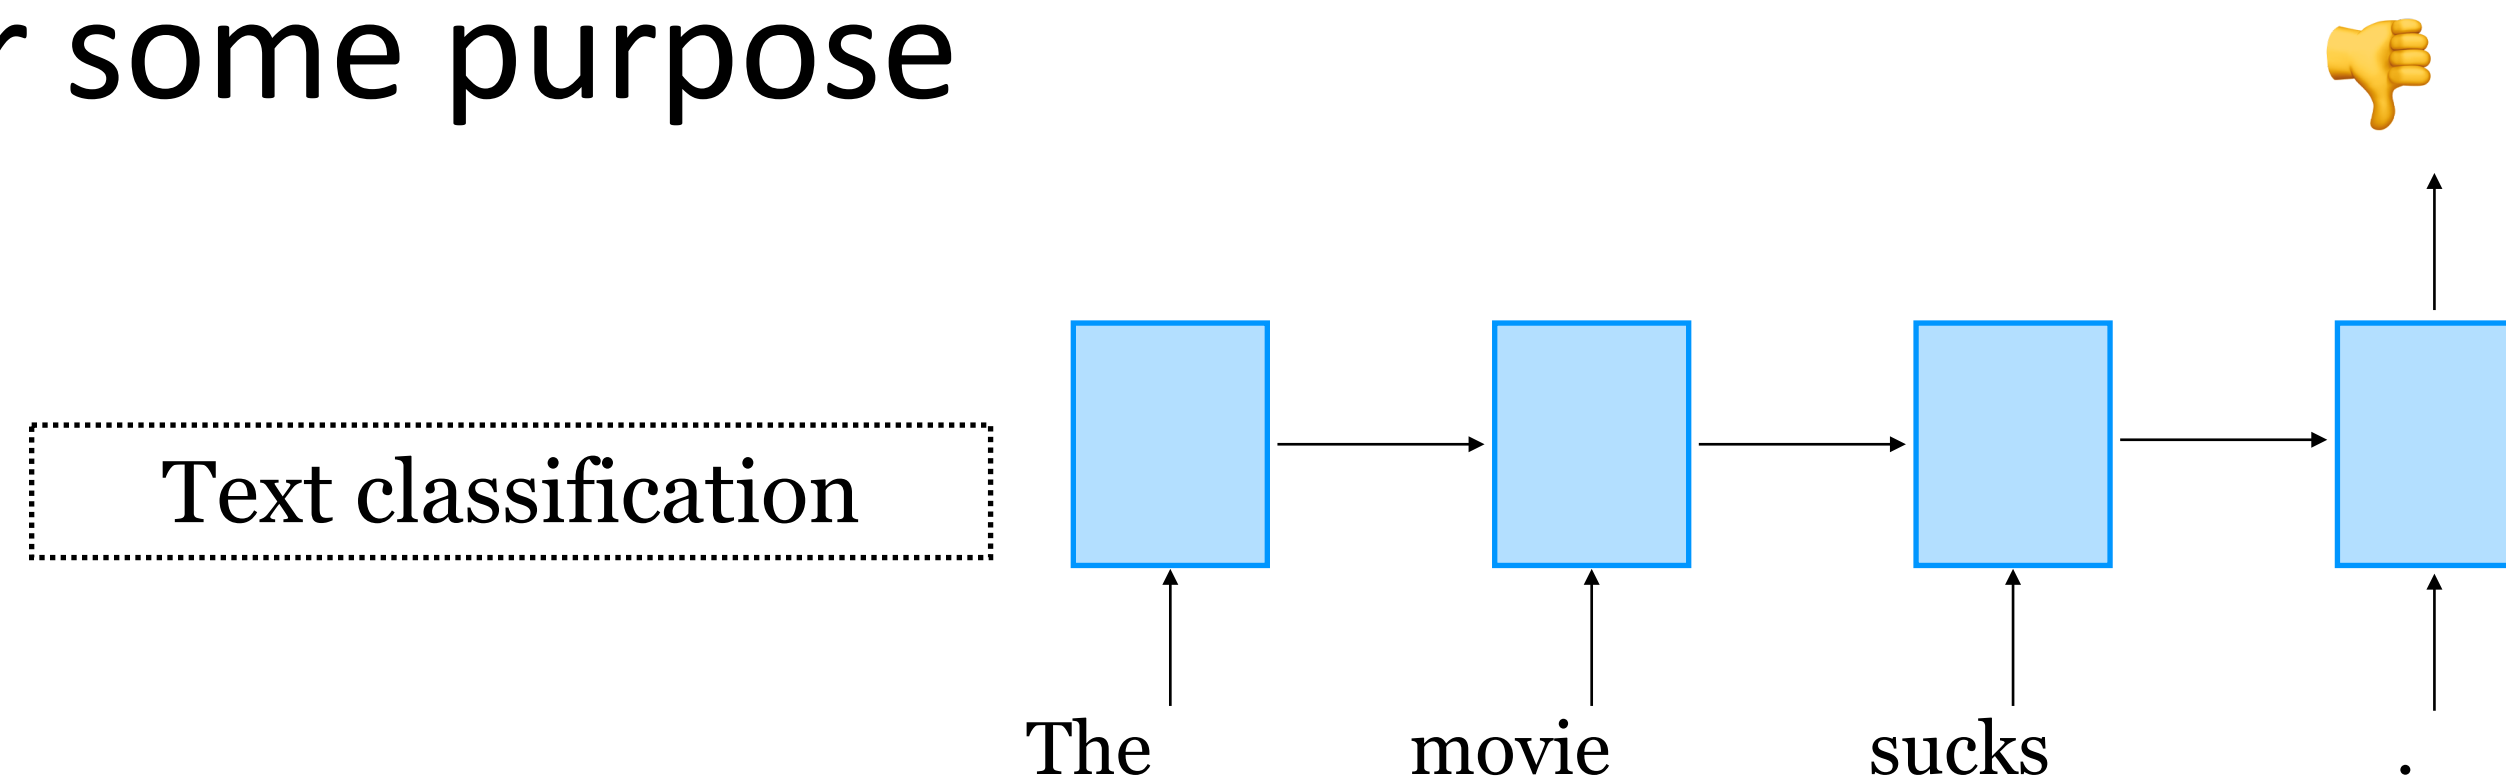 some purpose
Text classification
The movie sucks .